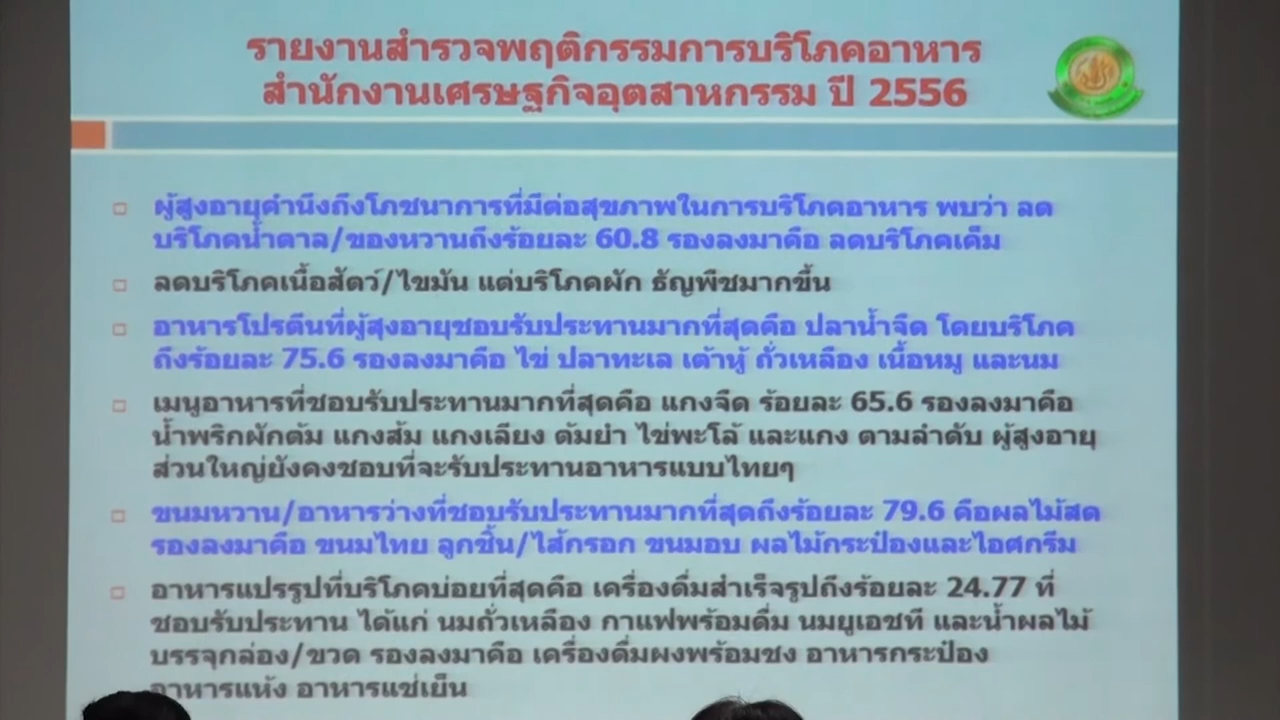 รายงานสำรวจพฤติกรรมการบริโภคอาหาร
สำนักงานเศรษฐกิจอุตสาหกรรม ปี 2556
ผู้สูงอายุคำนึงถึงโภชนาการที่มีต่อสุขภาพในการบริโภคอาหาร พบว่า ลด
บริโภคน้ำตาล/ของหวานถึงร้อยละ 60.8 รองลงมาคือ ลดบริโภคเค็ม
ลดบริโภคเนื้อสัตว์/ไขมัน แต่บริโภคผัก ธัญพืชมากขึ้น
อาหารโปรตีนที่ผู้สูงอายุชอบรับประทานมากที่สุดคือ ปลาน้ำจืด โดยบริโภค
ถึงร้อยละ 75.6 รองลงมาคือ ไข่ ปลาทะเล เต้าหู้ ถั่วเหลือง เนื้อหมู และนม
เมนูอาหารที่ชอบรับประทานมากที่สุดคือ แกงจืด ร้อยละ 65.6 รองลงมาคือ
น้ำพริกผักต้ม แกงส้ม แกงเลียง ต้มยำ ไข่พะโล้ และแกง ตามลำดับ ผู้สูงอายุ
ส่วนใหญ่ยังคงชอบที่จะรับประทานอาหารแบบไทยๆ
ขนมหวาน/อาหารว่างที่ชอบรับประทานมากที่สุดถึงร้อยละ 79.6 คือผลไม้สด
รองลงมาคือ ขนมไทย ลูกชิ้น/ไส้กรอก ขนมอบ ผลไม้กระป๋องและไอศกรีม
อาหารแปรรูปที่บริโภคบ่อยที่สุดคือ เครื่องดื่มสำเร็จรูปถึงร้อยละ 24.77 ที่
ชอบรับประทาน ได้แก่ นมถั่วเหลือง กาแฟพร้อมดื่ม นมยูเอชที และน้ำผลไม้
บรรจุกล่อง/ขวด รองลงมาคือ เครื่องดื่มผงพร้อมชง อาหารกระป๋อง
อาหารแห้ง อาหารแช่เย็น